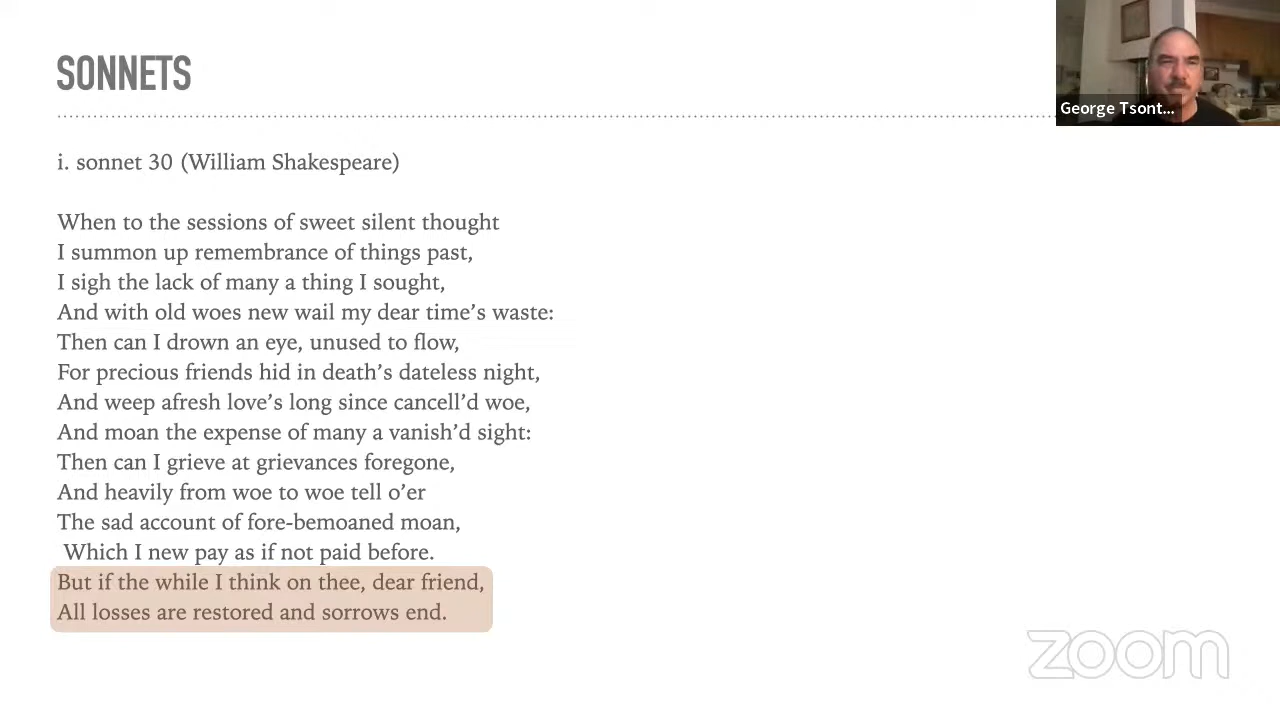 SONNETS
George Tsont...
i. sonnet 30 (William Shakespeare)
When to the sessions of sweet silent thought
I summon up remembrance of things past,
I sigh the lack of many a thing I sought,
And with old woes new wail my dear time’s waste:
Then can I drown an eye, unused to flow,
For precious friends hid in death’s dateless night,
And weep afresh love’s long since cancell’d woe,
And moan the expense of many a vanish’d sight:
Then can I grieve at grievances foregone,
And heavily from woe to woe tell o’er
The sad account of fore-bemoaned moan,
Which I new pay as if not paid before.
But if the while I think on thee, dear friend,
All losses are restored and sorrows end.
zoom